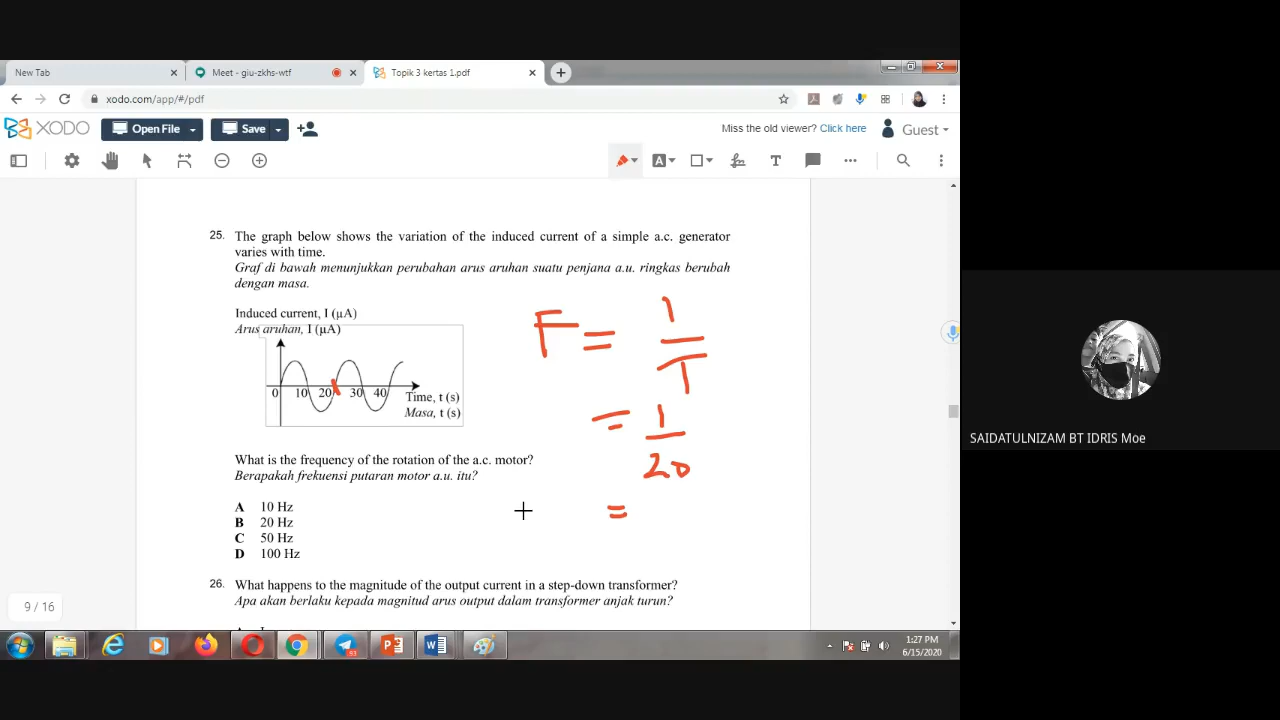 New Tab
Meet - giu-zkhs-wtf
Topik 3 kertas 1.pdf
xodo.com/app/#/pdf
XODO
Open File
Save
Miss the old viewer? Click here
Guest
25. The graph below shows the variation of the induced current of a simple a.c. generator
varies with time.
Graf di bawah menunjukkan perubahan arus aruhan suatu penjana a.u. ringkas berubah
dengan masa.
Induced current, I (µA)
Arus aruhan, I (µA)
0 10 20 30 40
Time, t (s)
Masa, t (s)
F = 1
T
= 1
20
=
What is the frequency of the rotation of the a.c. motor?
Berapakah frekuensi putaran motor a.u. itu?
A 10 Hz
B 20 Hz
C 50 Hz
D 100 Hz
26. What happens to the magnitude of the output current in a step-down transformer?
Apa akan berlaku kepada magnitud arus output dalam transformer anjak turun?
9 / 16
1:27 PM
6/15/2020
SAIDATULNIZAM BT IDRIS Moe